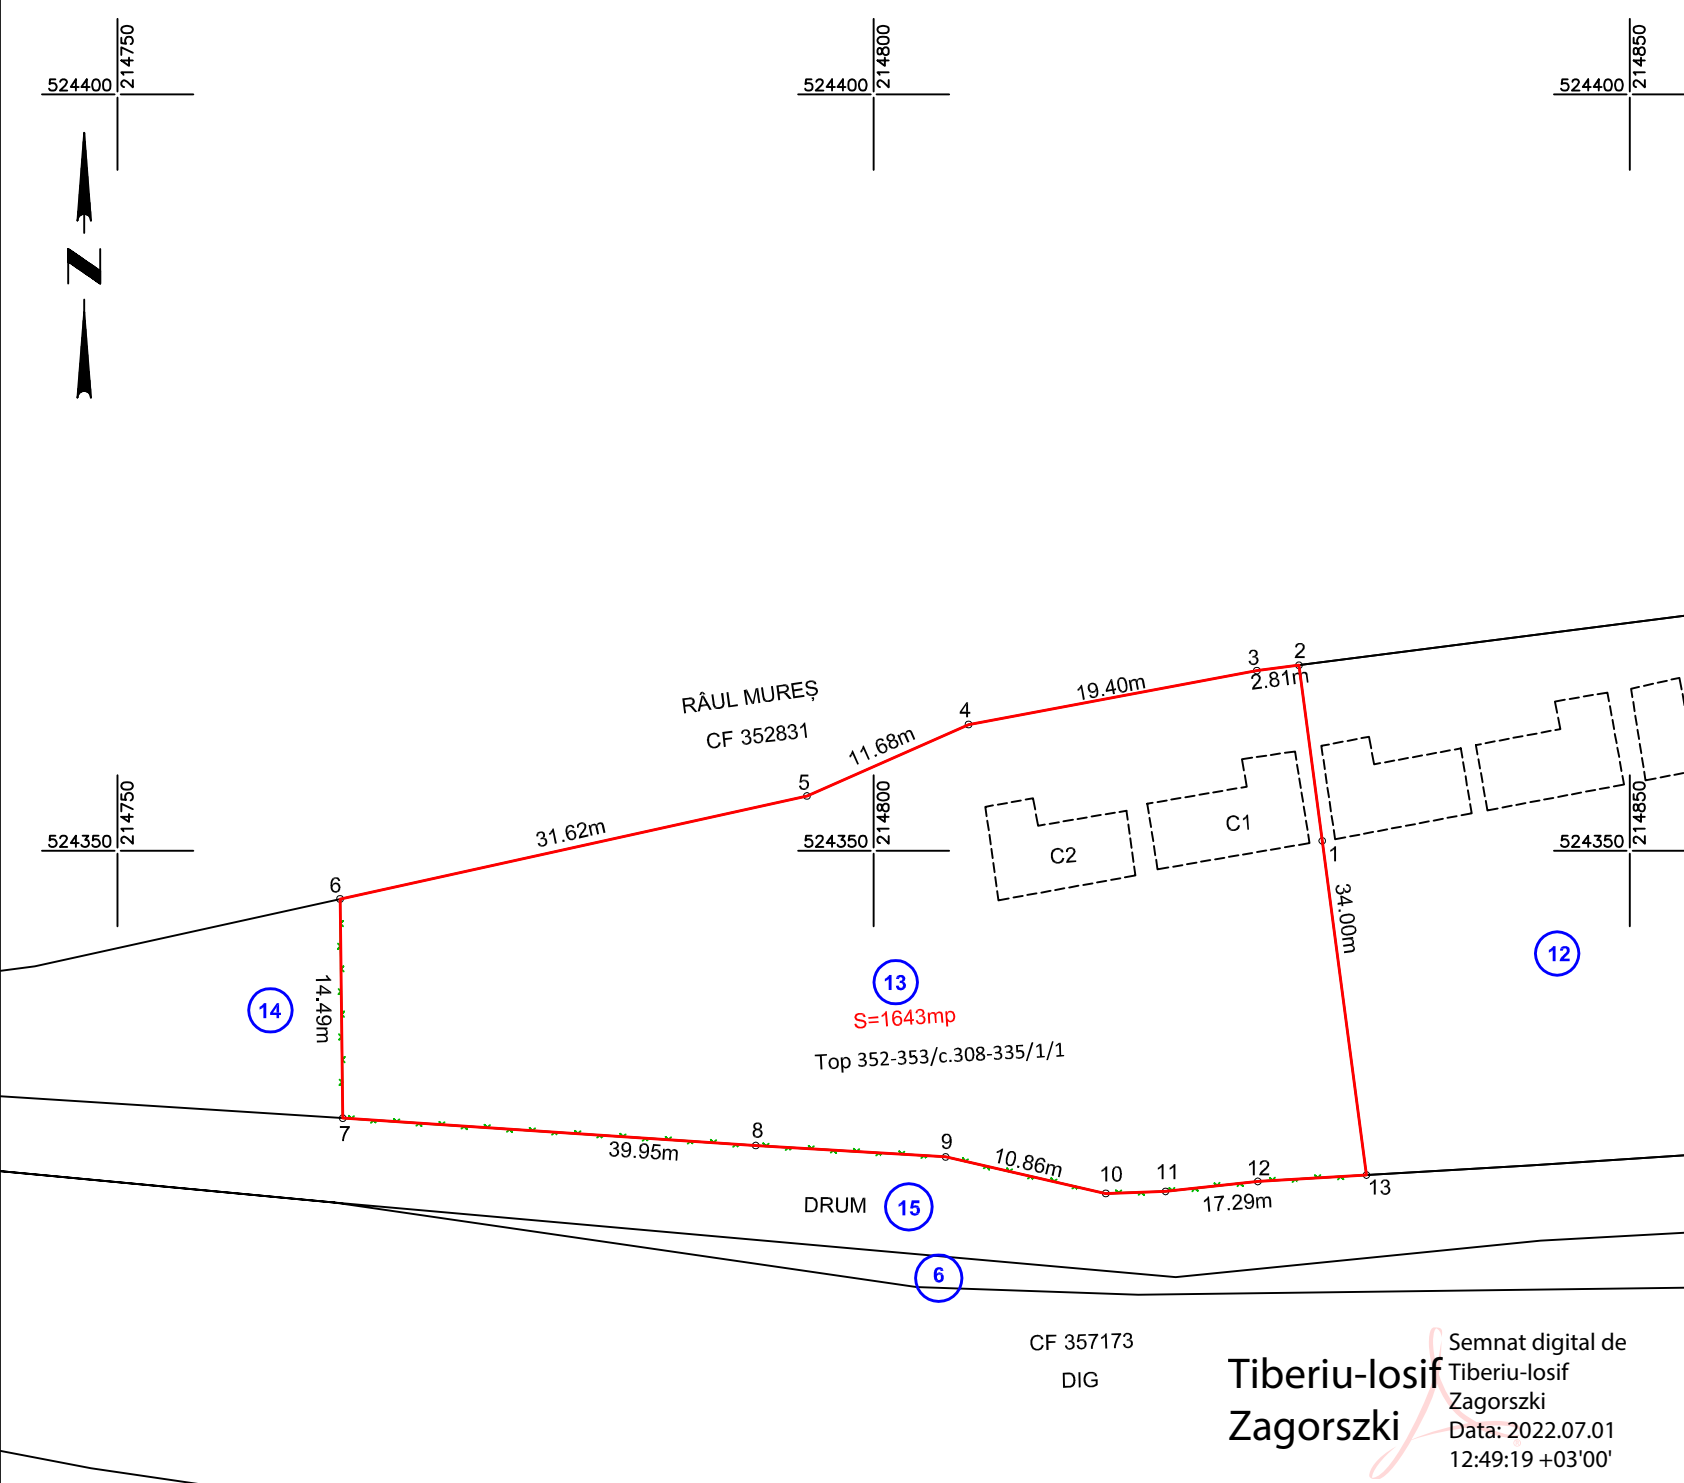 214750
214800
214850
524400
524400
524400
N
3
2
2.81m
RÂUL MUREȘ
19.40m
4
CF 352831
11.68m
5
214750
214800
214850
31.62m
C1
524350
524350
524350
1
C2
6
34.00m
12
13
14
14.49m
S=1643mp
Top 352-353/c.308-335/1/1
7
8
9
39.95m
10.86m
10
11
12
13
17.29m
DRUM
15
6
CF 357173
DIG
Tiberiu-Iosif
Zagorszki
Semnat digital de
Tiberiu-Iosif
Zagorszki
Data: 2022.07.01
12:49:19 +03'00'